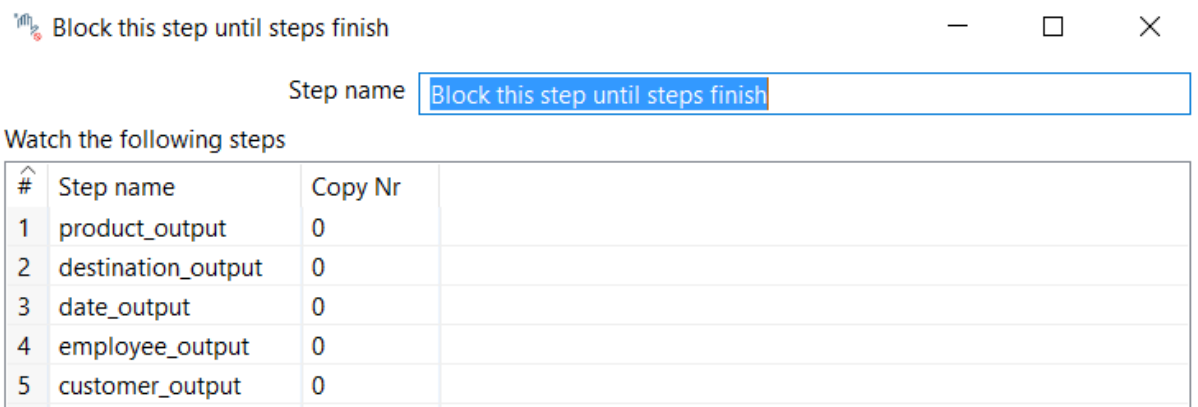 Block this step until steps finish
Step name Block this step until steps finish
Watch the following steps
# Step name Copy Nr
1 product_output 0
2 destination_output 0
3 date_output 0
4 employee_output 0
5 customer_output 0